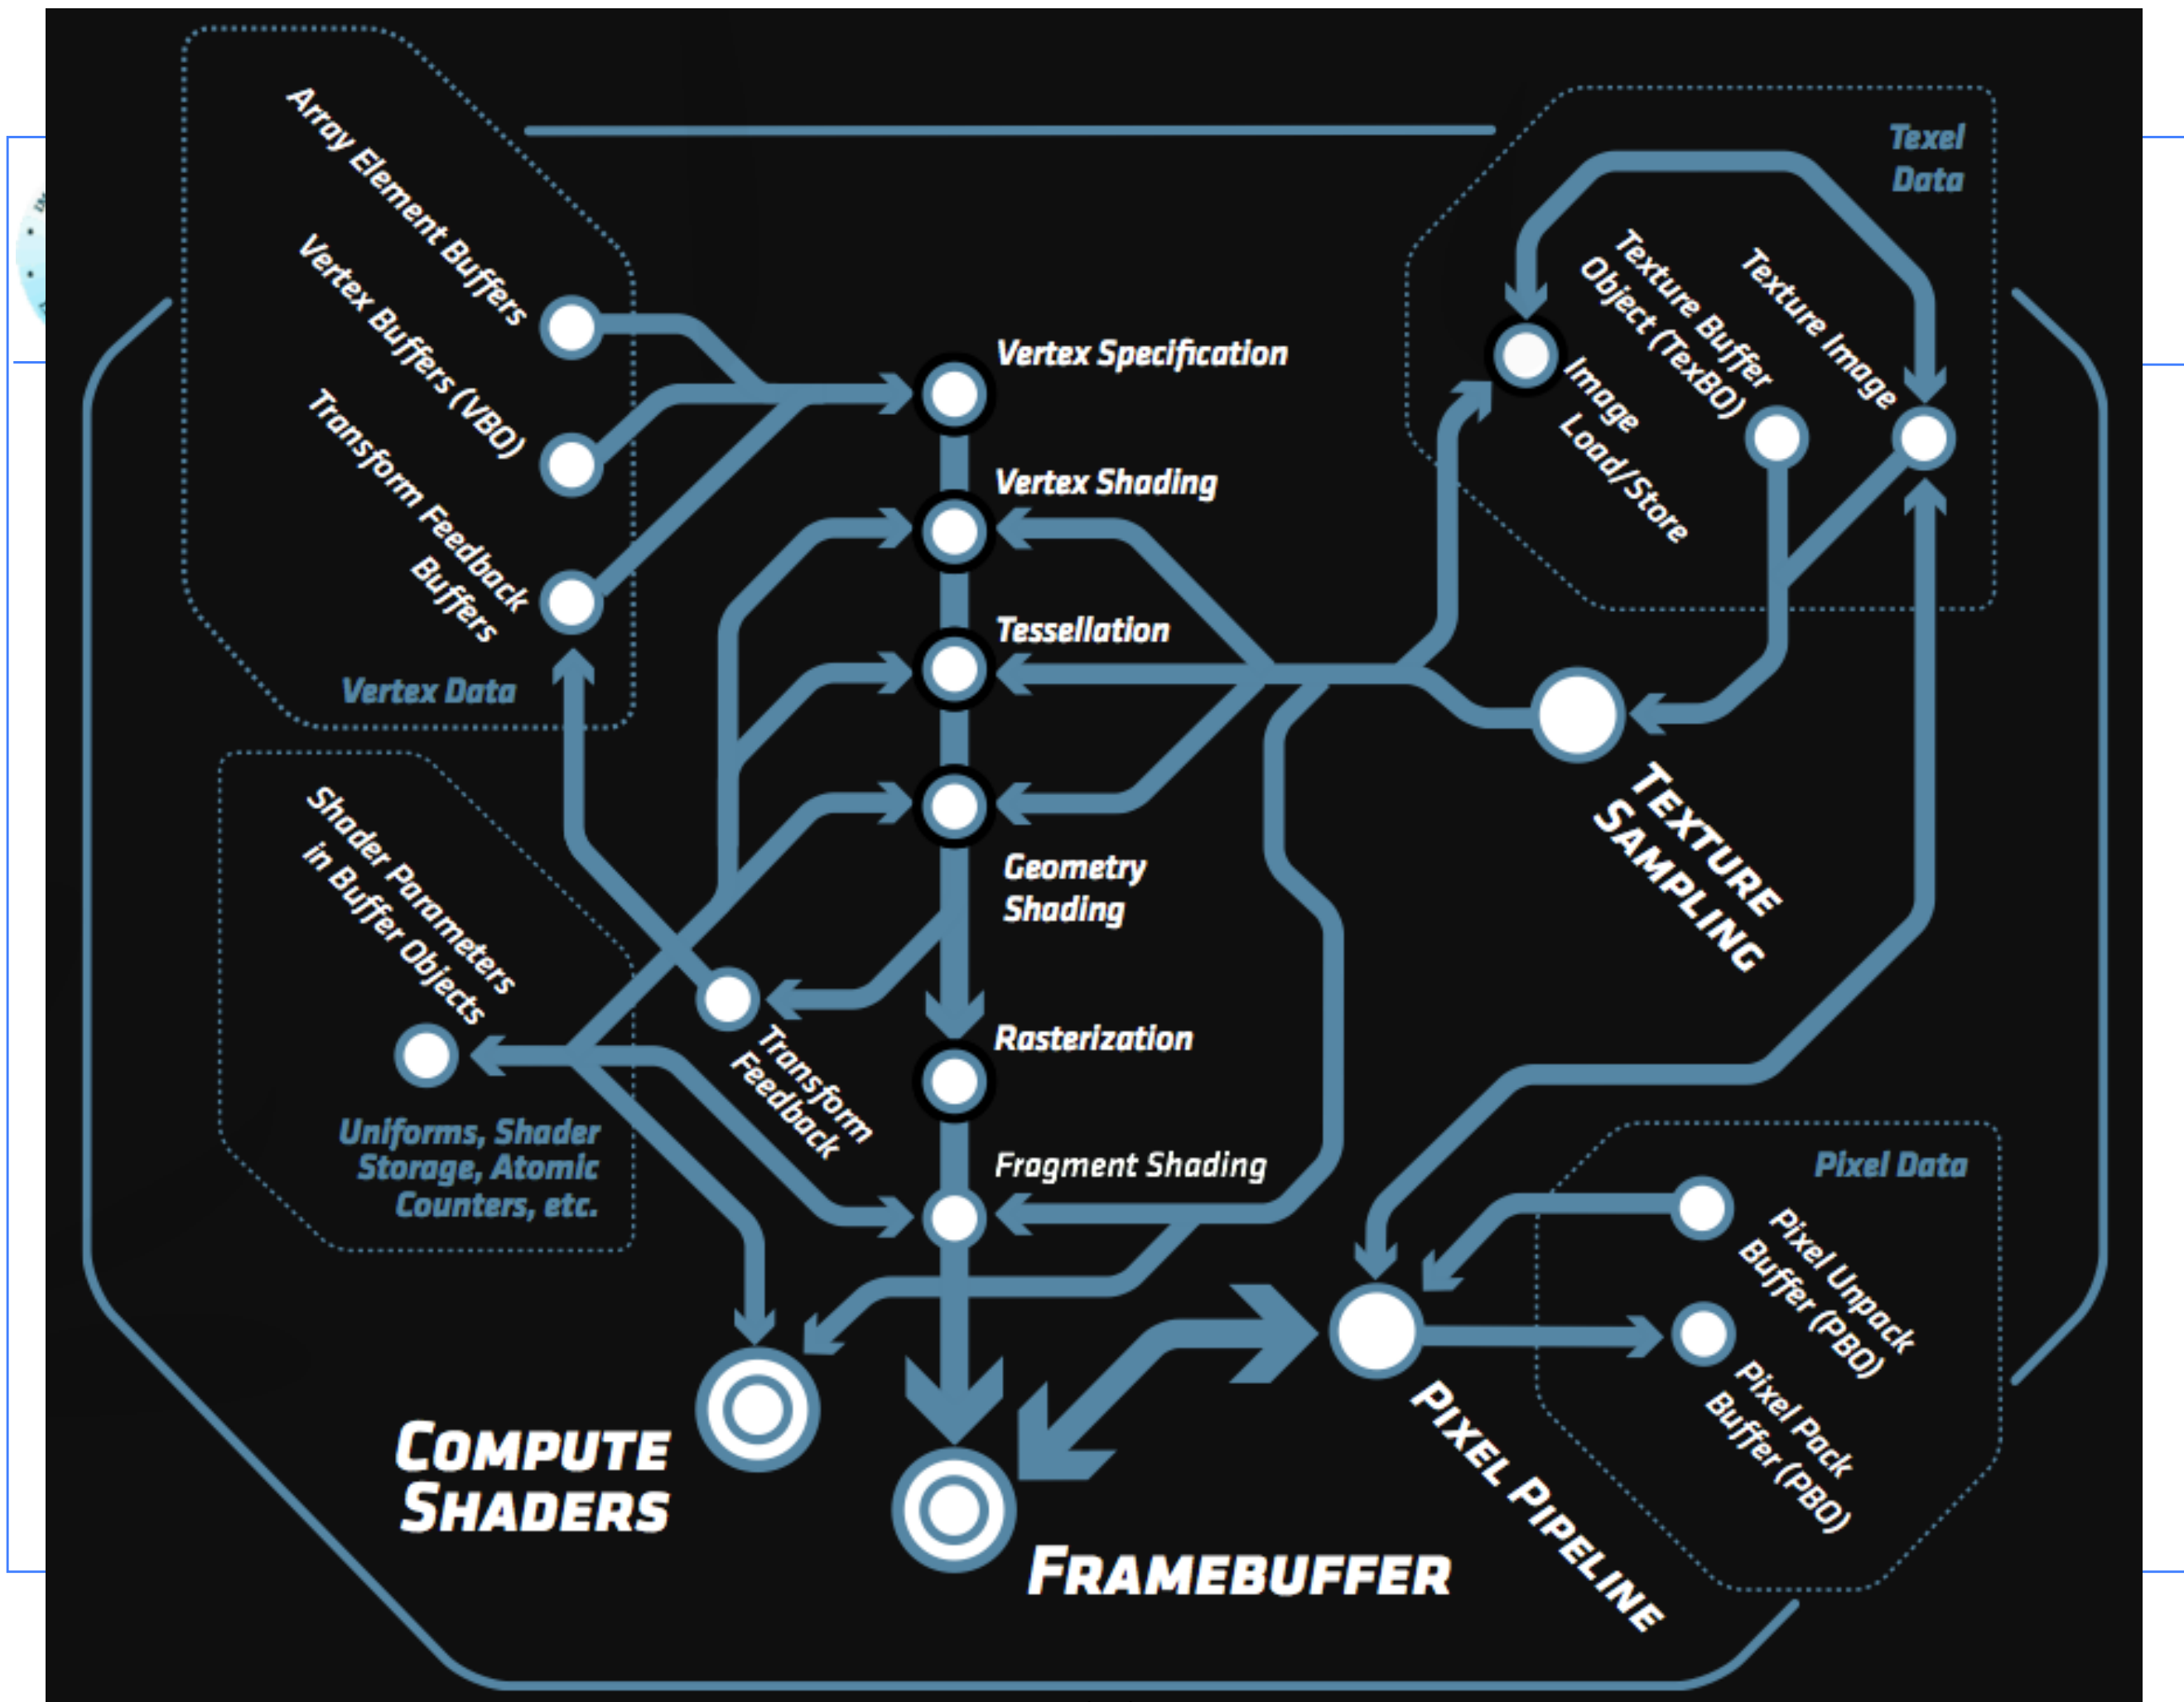 Array Element Buffers
Vertex Buffers (VBO)
Transform Feedback
Buffers
Vertex Data
Texel
Data
Texture Buffer
Object (TexBO)
Texture Image
Image
Load/Store
Vertex Specification
Vertex Shading
Tessellation
Geometry
Shading
TEXTURE
SAMPLING
Shader Parameters
in Buffer Objects
Uniforms, Shader
Storage, Atomic
Counters, etc.
Transform
Feedback
Rasterization
Fragment Shading
Pixel Data
Pixel Unpack
Buffer (PBO)
Pixel Pack
Buffer (PBO)
PIXEL PIPELINE
COMPUTE
SHADERS
FRAMEBUFFER